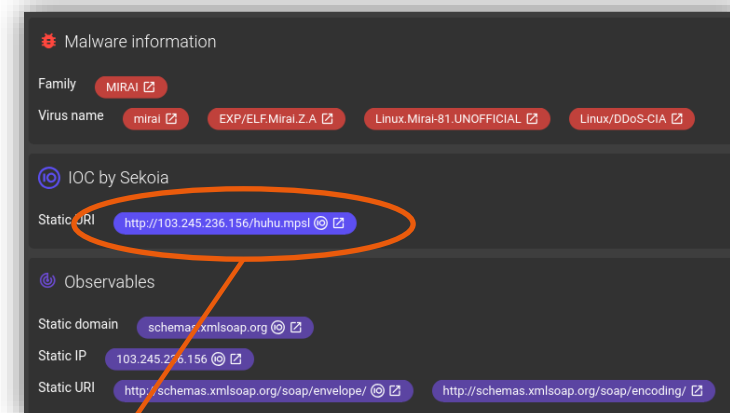 Malware information
Family MIRAI
Virus name mirai EXP/ELF.Mirai.Z.A Linux.Mirai-81.UNOFFICIAL Linux/DDoS-CIA
IOC by Sekoia
Static URI http://103.245.236.156/huhu.mpsl
Observables
Static domain schemas.xmlsoap.org
Static IP 103.245.236.156
Static URI http://schemas.xmlsoap.org/soap/envelope/ http://schemas.xmlsoap.org/soap/encoding/